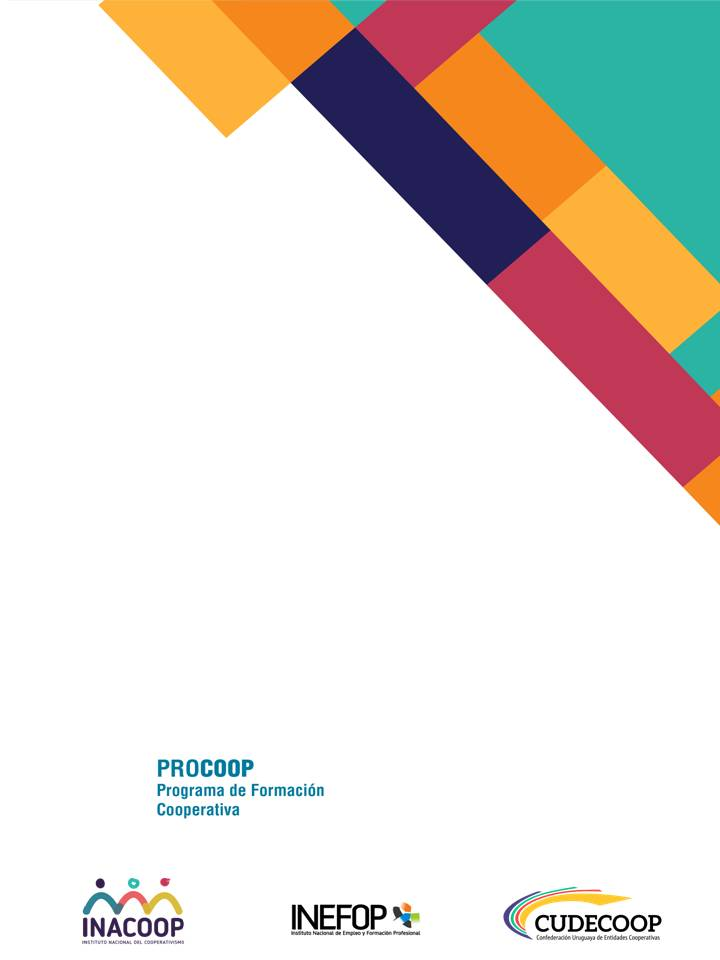 PROCOOP
Programa de Formación
Cooperativa
INACOOP
INSTITUTO NACIONAL DEL COOPERATIVISMO
INEFOP
Instituto Nacional de Empleo y Formación Profesional
CUDECOOP
Confederación Uruguaya de Entidades Cooperativas